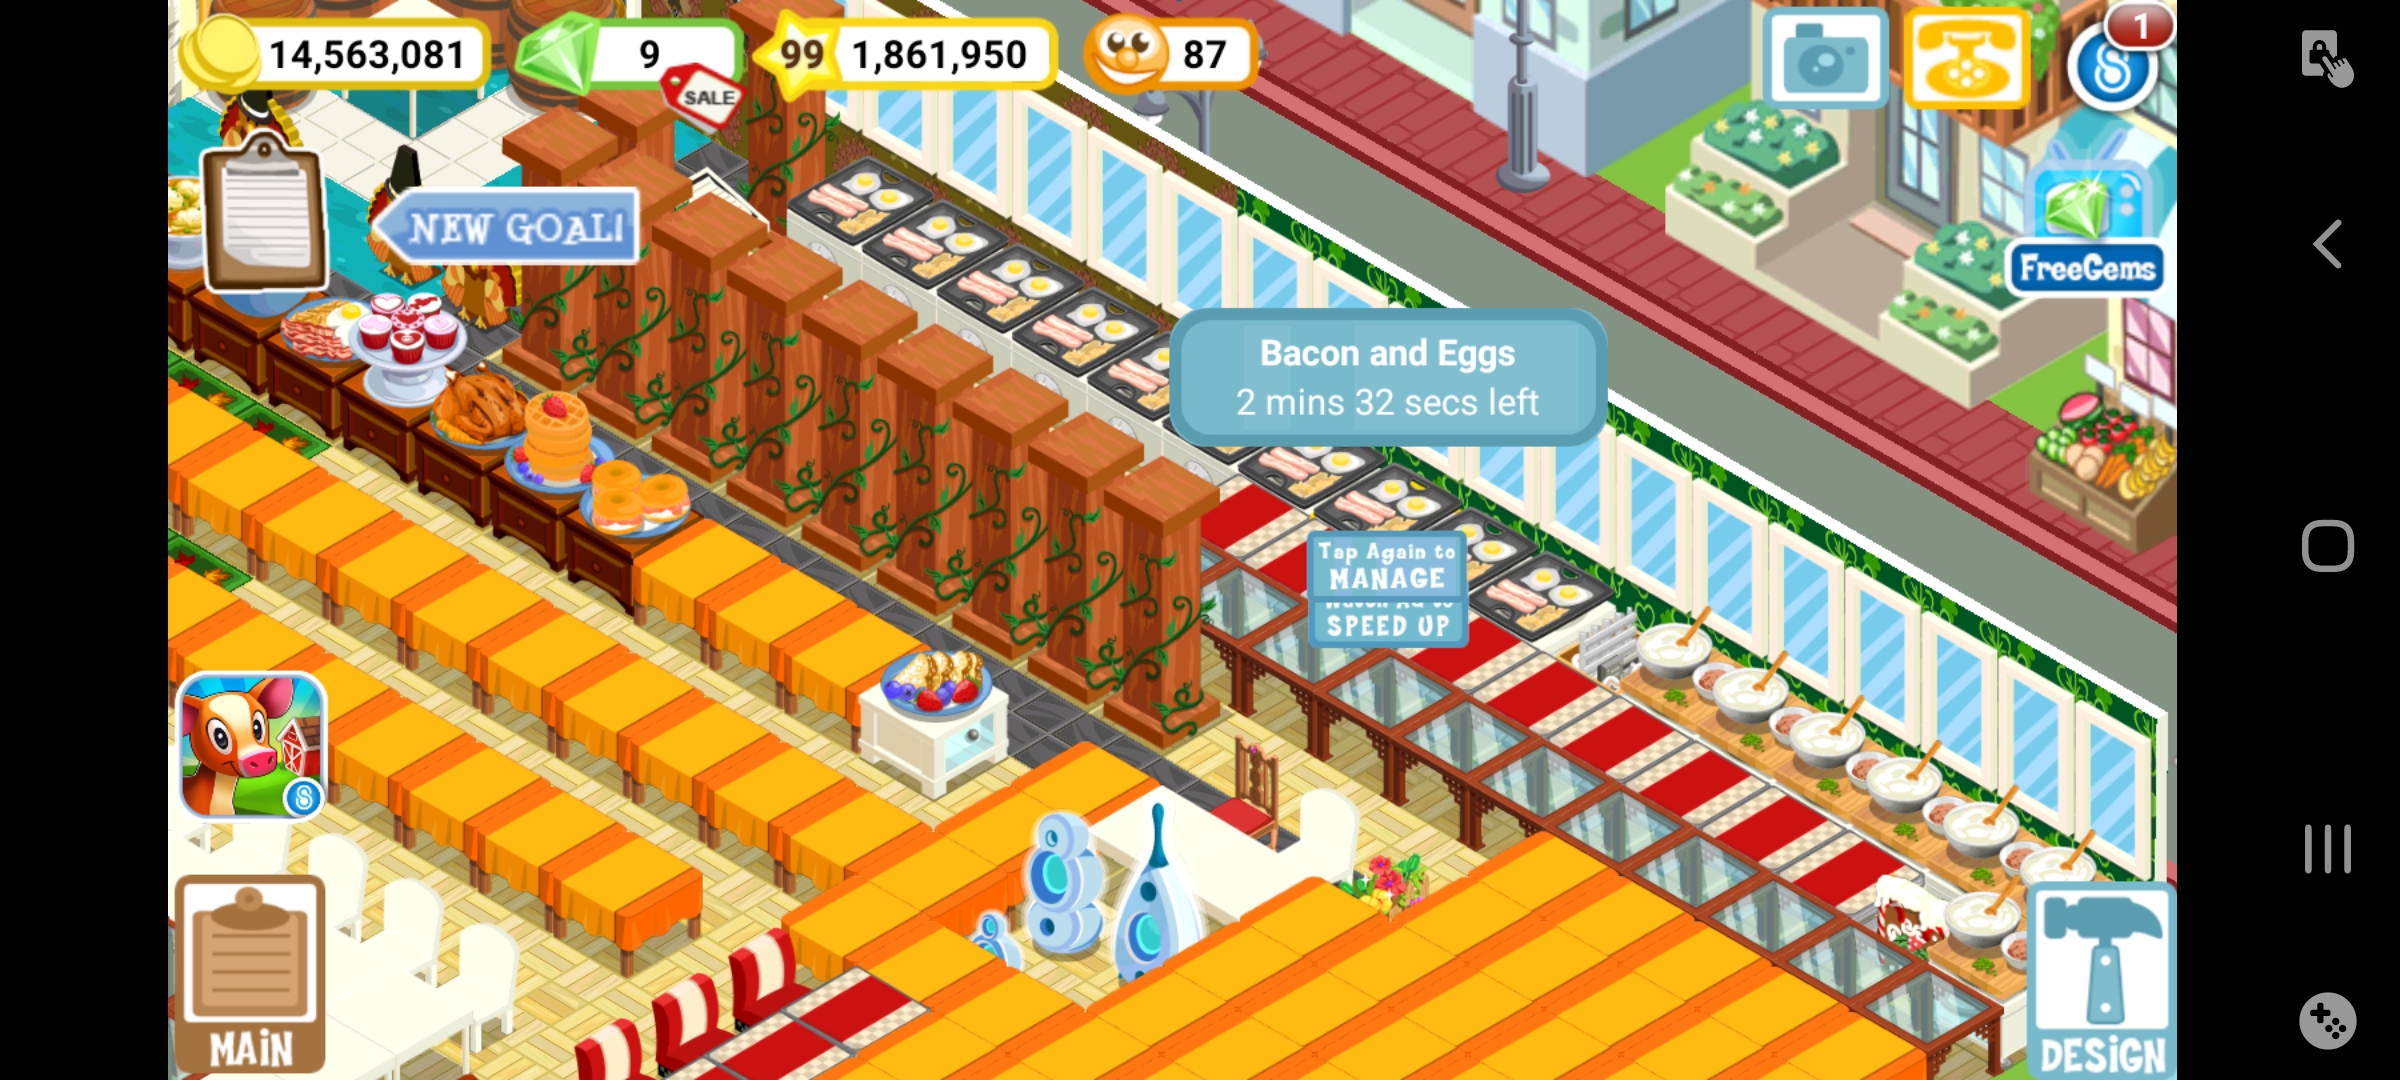 14,563,081
9
SALE
99
1,861,950
87
1
NEW GOAL!
FreeGems
Bacon and Eggs
2 mins 32 secs left
Tap Again to
MANAGE
SPEED UP
MAIN
DESIGN